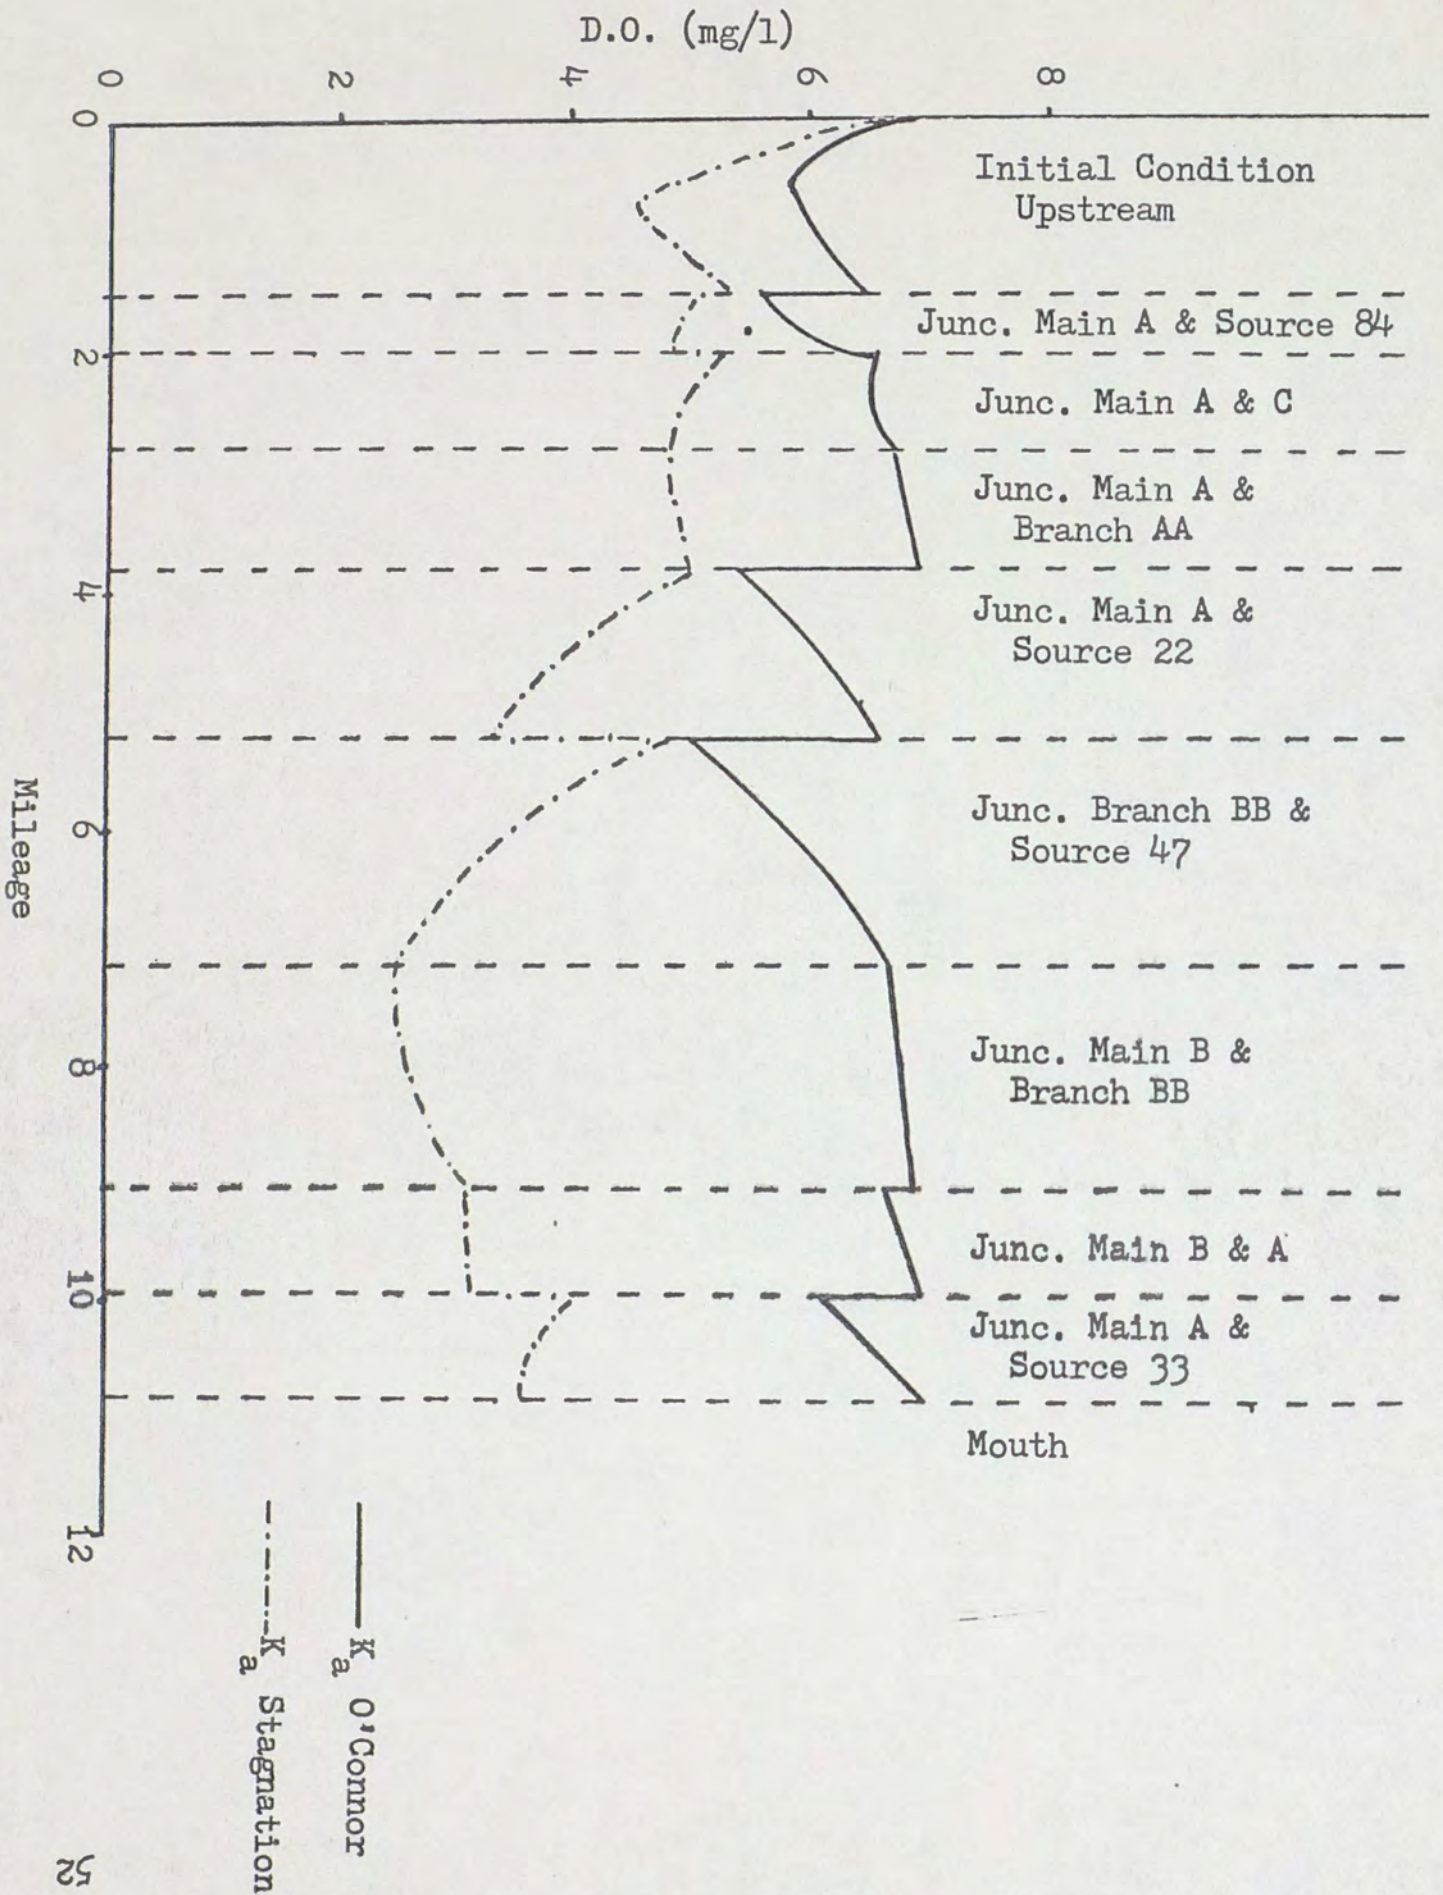 D.O. (mg/l)
0 2 4 6 8
0
2
4
6
8
10
12
Mileage
Initial Condition
Upstream
Junc. Main A & Source 84
Junc. Main A & C
Junc. Main A &
Branch AA
Junc. Main A &
Source 22
Junc. Branch BB &
Source 47
Junc. Main B &
Branch BB
Junc. Main B & A
Junc. Main A &
Source 33
Mouth
Ka O'Connor
Ka Stagnation
52